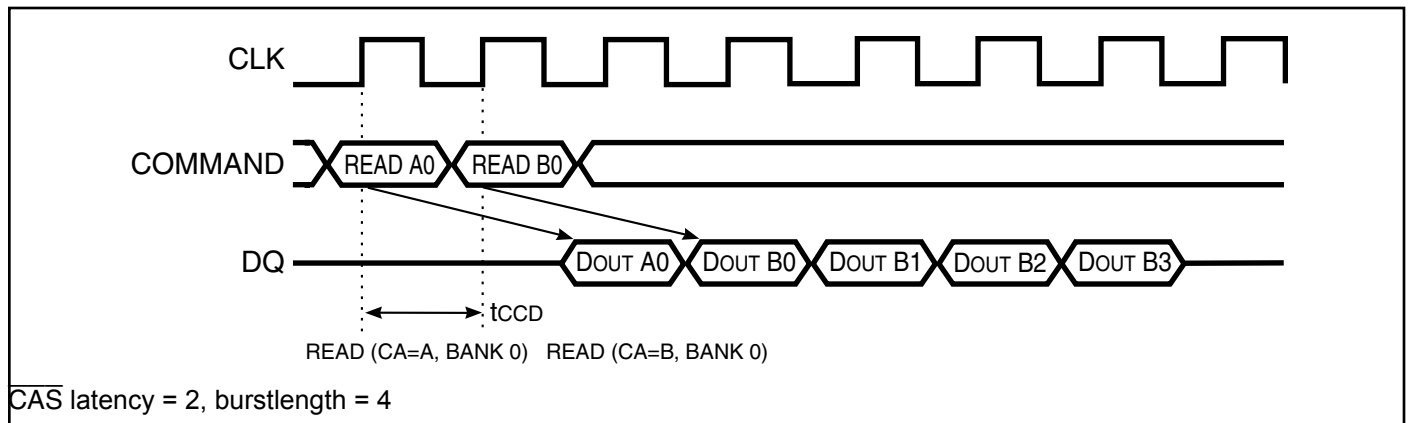 CLK
COMMAND READ A0 READ B0
DQ DOUT A0 DOUT B0 DOUT B1 DOUT B2 DOUT B3
tCCD
READ (CA=A, BANK 0) READ (CA=B, BANK 0)
C̅A̅S̅ latency = 2, burstlength = 4